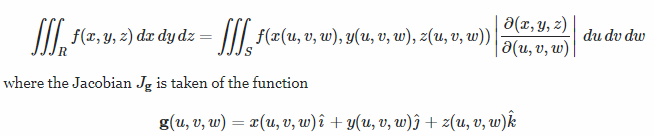 ∭_R f(x, y, z) dx dy dz = ∭_S f(x(u, v, w), y(u, v, w), z(u, v, w)) |∂(x, y, z)/∂(u, v, w)| du dv dw
where the Jacobian J_g is taken of the function
g(u, v, w) = x(u, v, w)î + y(u, v, w)ĵ + z(u, v, w)k̂